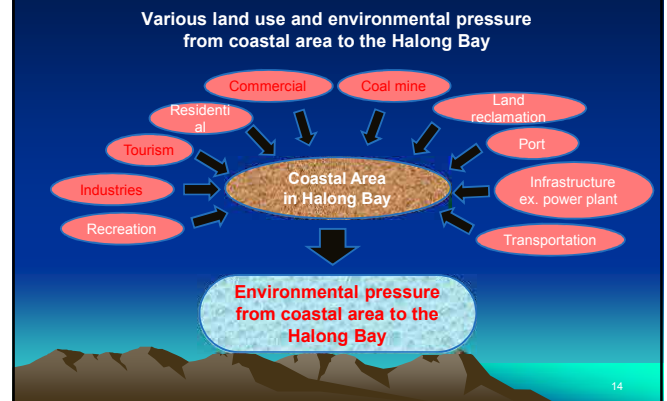 Various land use and environmental pressure
from coastal area to the Halong Bay
Commercial
Coal mine
Residenti
al
Land
reclamation
Tourism
Port
Coastal Area
in Halong Bay
Industries
Infrastructure
ex. power plant
Recreation
Transportation
Environmental pressure
from coastal area to the
Halong Bay
14